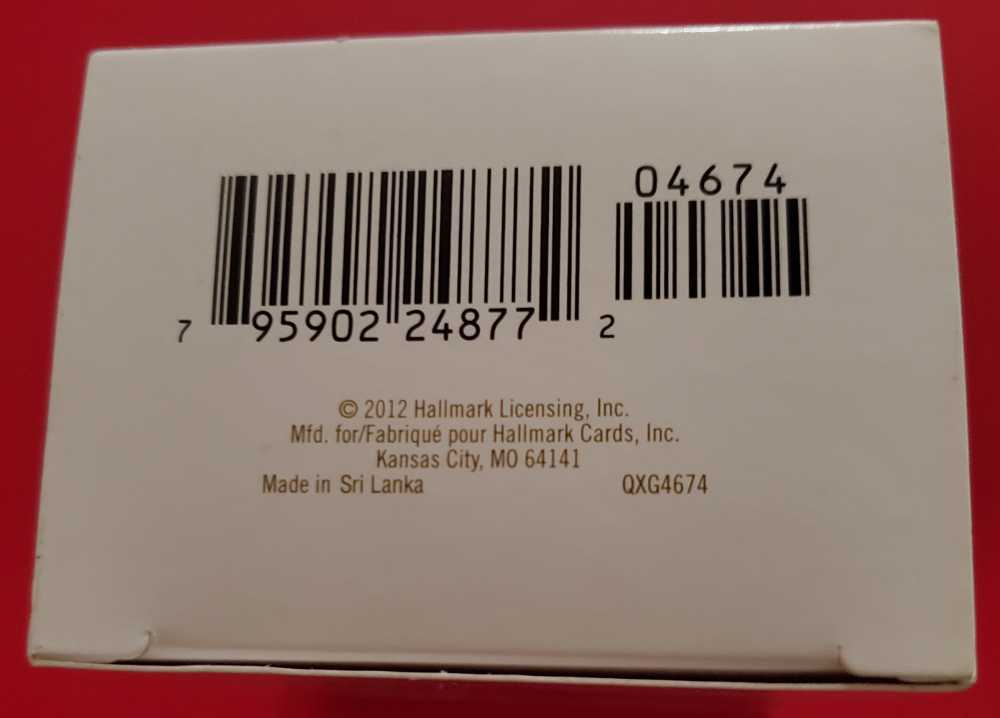 04674
7 95902 24877 2
© 2012 Hallmark Licensing, Inc.
Mfd. for/Fabriqué pour Hallmark Cards, Inc.
Kansas City, MO 64141
Made in Sri Lanka QXG4674